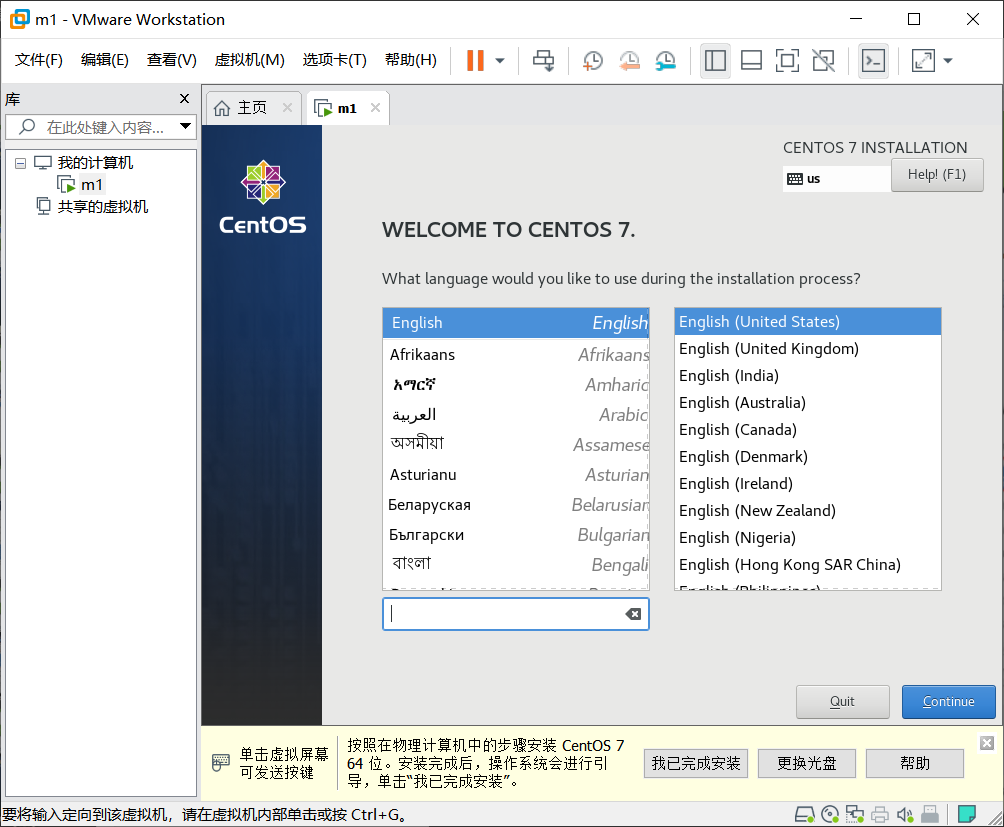 m1 - VMware Workstation
文件(F) 编辑(E) 查看(V) 虚拟机(M) 选项卡(T) 帮助(H)
库
在此处键入内容...
我的计算机
m1
共享的虚拟机
主页 m1
CentOS
CENTOS 7 INSTALLATION
us
Help! (F1)
WELCOME TO CENTOS 7.
What language would you like to use during the installation process?
English English
Afrikaans Afrikaans
አማርኛ Amharic
العربية Arabic
অসমীয়া Assamese
Asturianu Asturian
Беларуская Belarusian
Български Bulgarian
বাংলা Bengali
English (United States)
English (United Kingdom)
English (India)
English (Australia)
English (Canada)
English (Denmark)
English (Ireland)
English (New Zealand)
English (Nigeria)
English (Hong Kong SAR China)
English (Philippines)
Quit Continue
单击虚拟屏幕
可发送按键
按照在物理计算机中的步骤安装 CentOS 7
64 位。安装完成后，操作系统会进行引
导，单击“我已完成安装”。
我已完成安装 更换光盘 帮助
要将输入定向到该虚拟机，请在虚拟机内部单击或按 Ctrl+G。